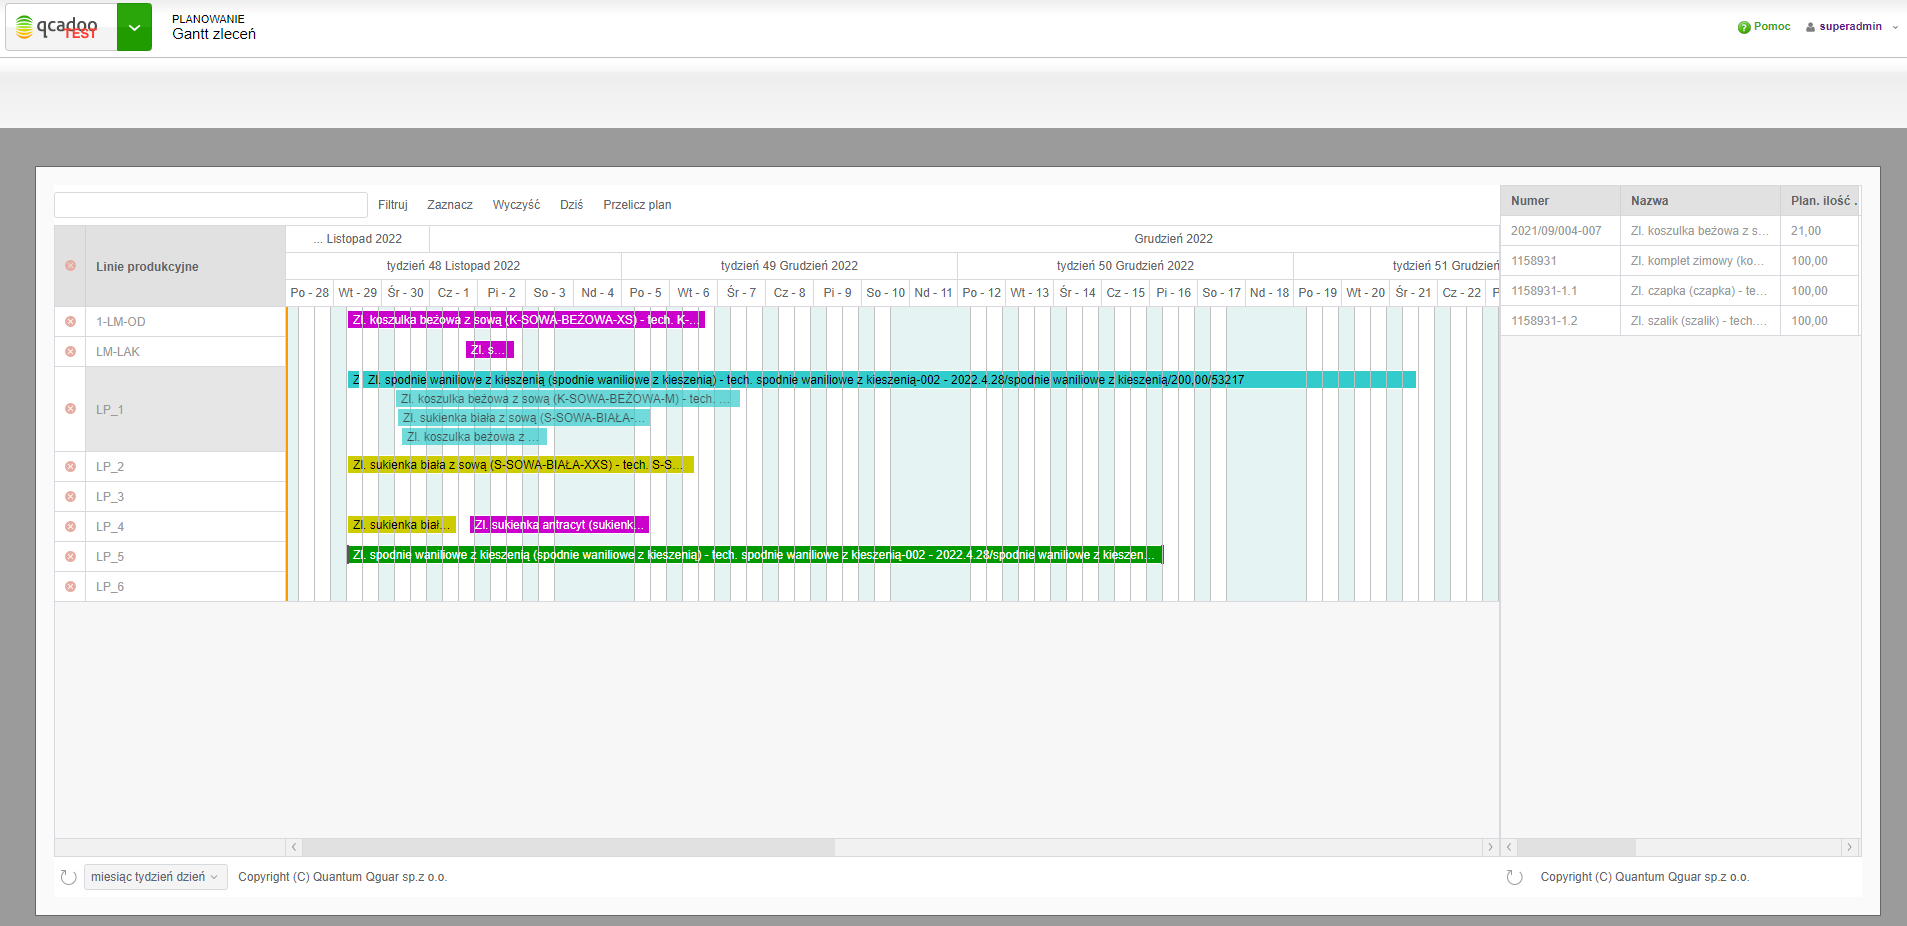 qcadoo
TEST
PLANOWANIE
Gantt zleceń
Pomoc
superadmin
Filtruj Zaznacz Wyczyść Dziś Przelicz plan
Linie produkcyjne
... Listopad 2022 Grudzień 2022
tydzień 48 Listopad 2022 tydzień 49 Grudzień 2022 tydzień 50 Grudzień 2022 tydzień 51 Grudzień
Po - 28 Wt - 29 Śr - 30 Cz - 1 Pi - 2 So - 3 Nd - 4 Po - 5 Wt - 6 Śr - 7 Cz - 8 Pi - 9 So - 10 Nd - 11 Po - 12 Wt - 13 Śr - 14 Cz - 15 Pi - 16 So - 17 Nd - 18 Po - 19 Wt - 20 Śr - 21 Cz - 22 P
1-LM-OD Zl. koszulka beżowa z sową (K-SOWA-BEŻOWA-XS) - tech. K-...
LM-LAK Zl. s...
LP_1
Z Zl. spodnie waniliowe z kieszenią (spodnie waniliowe z kieszenią) - tech. spodnie waniliowe z kieszenią-002 - 2022.4.28/spodnie waniliowe z kieszenią/200,00/53217
Zl. koszulka beżowa z sową (K-SOWA-BEŻOWA-M) - tech. ...
Zl. sukienka biała z sową (S-SOWA-BIAŁA-...
Zl. koszulka beżowa z ...
LP_2 Zl. sukienka biała z sową (S-SOWA-BIAŁA-XXS) - tech. S-S...
LP_3
LP_4 Zl. sukienka biał... Zl. sukienka antracyt (sukienk...
LP_5 Zl. spodnie waniliowe z kieszenią (spodnie waniliowe z kieszenią) - tech. spodnie waniliowe z kieszenią-002 - 2022.4.28/spodnie waniliowe z kieszen...
LP_6
Numer Nazwa Plan. ilość .
2021/09/004-007 Zl. koszulka beżowa z s... 21,00
1158931 Zl. komplet zimowy (ko... 100,00
1158931-1.1 Zl. czapka (czapka) - te... 100,00
1158931-1.2 Zl. szalik (szalik) - tech.... 100,00
miesiąc tydzień dzień Copyright (C) Quantum Qguar sp.z o.o.
Copyright (C) Quantum Qguar sp.z o.o.